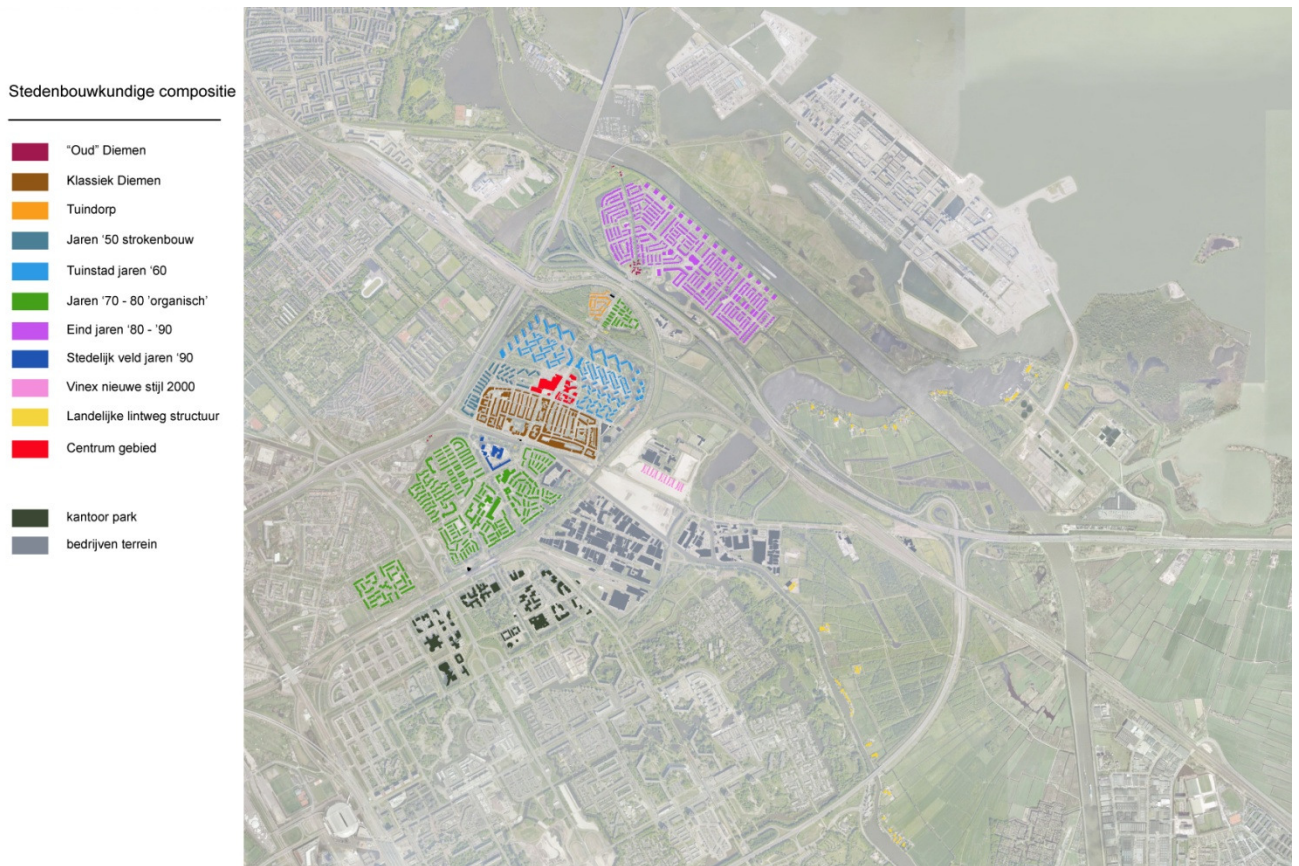 Stedenbouwkundige compositie
"Oud" Diemen
Klassiek Diemen
Tuindorp
Jaren '50 strokenbouw
Tuinstad jaren '60
Jaren '70 - 80 'organisch'
Eind jaren '80 - '90
Stedelijk veld jaren '90
Vinex nieuwe stijl 2000
Landelijke lintweg structuur
Centrum gebied
kantoor park
bedrijven terrein